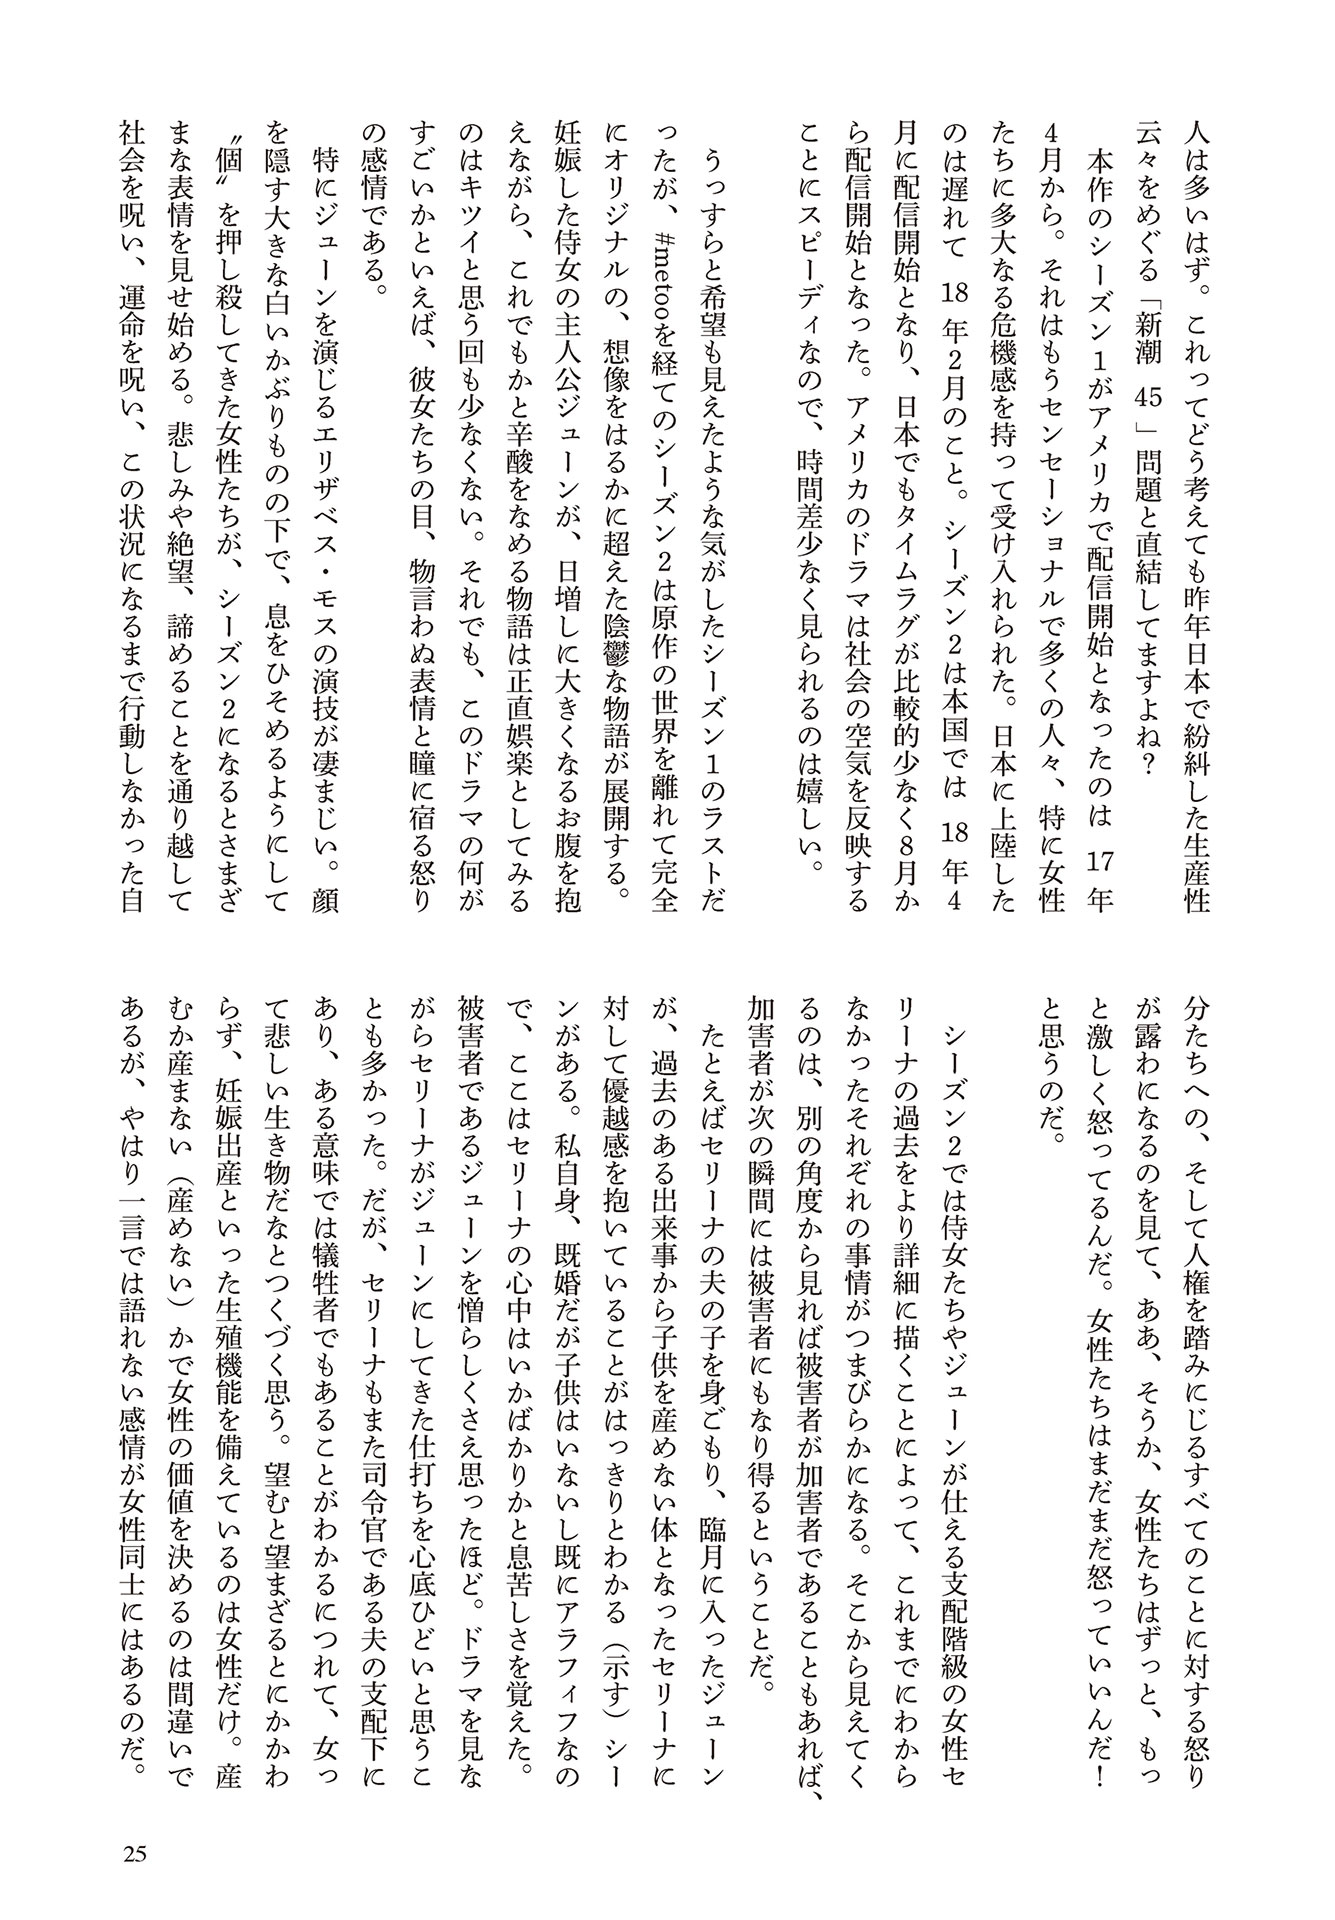 人は多いはず。これってどう考えても昨年日本で紛糾した生産性
云々をめぐる「新潮45」問題と直結してますよね？
　本作のシーズン1がアメリカで配信開始となったのは17年
4月から。それはもうセンセーショナルで多くの人々、特に女性
たちに多大なる危機感を持って受け入れられた。日本に上陸した
のは遅れて18年2月のこと。シーズン2は本国では18年4
月に配信開始となり、日本でもタイムラグが比較的少なく8月か
ら配信開始となった。アメリカのドラマは社会の空気を反映する
ことにスピーディなので、時間差少なく見られるのは嬉しい。
　うっすらと希望も見えたような気がしたシーズン1のラストだ
ったが、#metooを経てのシーズン2は原作の世界を離れて完全
にオリジナルの、想像をはるかに超えた陰鬱な物語が展開する。
妊娠した侍女の主人公ジューンが、日増しに大きくなるお腹を抱
えながら、これでもかと辛酸をなめる物語は正直娯楽としてみる
のはキツイと思う回も少なくない。それでも、このドラマの何が
すごいかといえば、彼女たちの目、物言わぬ表情と瞳に宿る怒り
の感情である。
　特にジューンを演じるエリザベス・モスの演技が凄まじい。顔
を隠す大きな白いかぶりものの下で、息をひそめるようにして
〝個〟を押し殺してきた女性たちが、シーズン2になるとさまざ
まな表情を見せ始める。悲しみや絶望、諦めることを通り越して
社会を呪い、運命を呪い、この状況になるまで行動しなかった自
分たちへの、そして人権を踏みにじるすべてのことに対する怒り
が露わになるのを見て、ああ、そうか、女性たちはずっと、もっ
と激しく怒ってるんだ。女性たちはまだまだ怒っていいんだ！
と思うのだ。
　シーズン2では侍女たちやジューンが仕える支配階級の女性セ
リーナの過去をより詳細に描くことによって、これまでにわから
なかったそれぞれの事情がつまびらかになる。そこから見えてく
るのは、別の角度から見れば被害者が加害者であることもあれば、
加害者が次の瞬間には被害者にもなり得るということだ。
　たとえばセリーナの夫の子を身ごもり、臨月に入ったジューン
が、過去のある出来事から子供を産めない体となったセリーナに
対して優越感を抱いていることがはっきりとわかる（示す）シー
ンがある。私自身、既婚だが子供はいないし既にアラフィフなの
で、ここはセリーナの心中はいかばかりかと息苦しさを覚えた。
被害者であるジューンを憎らしくさえ思ったほど。ドラマを見な
がらセリーナがジューンにしてきた仕打ちを心底ひどいと思うこ
とも多かった。だが、セリーナもまた司令官である夫の支配下に
あり、ある意味では犠牲者でもあることがわかるにつれて、女っ
て悲しい生き物だなとつくづく思う。望むと望まざるとにかかわ
らず、妊娠出産といった生殖機能を備えているのは女性だけ。産
むか産まない（産めない）かで女性の価値を決めるのは間違いで
あるが、やはり一言では語れない感情が女性同士にはあるのだ。
25